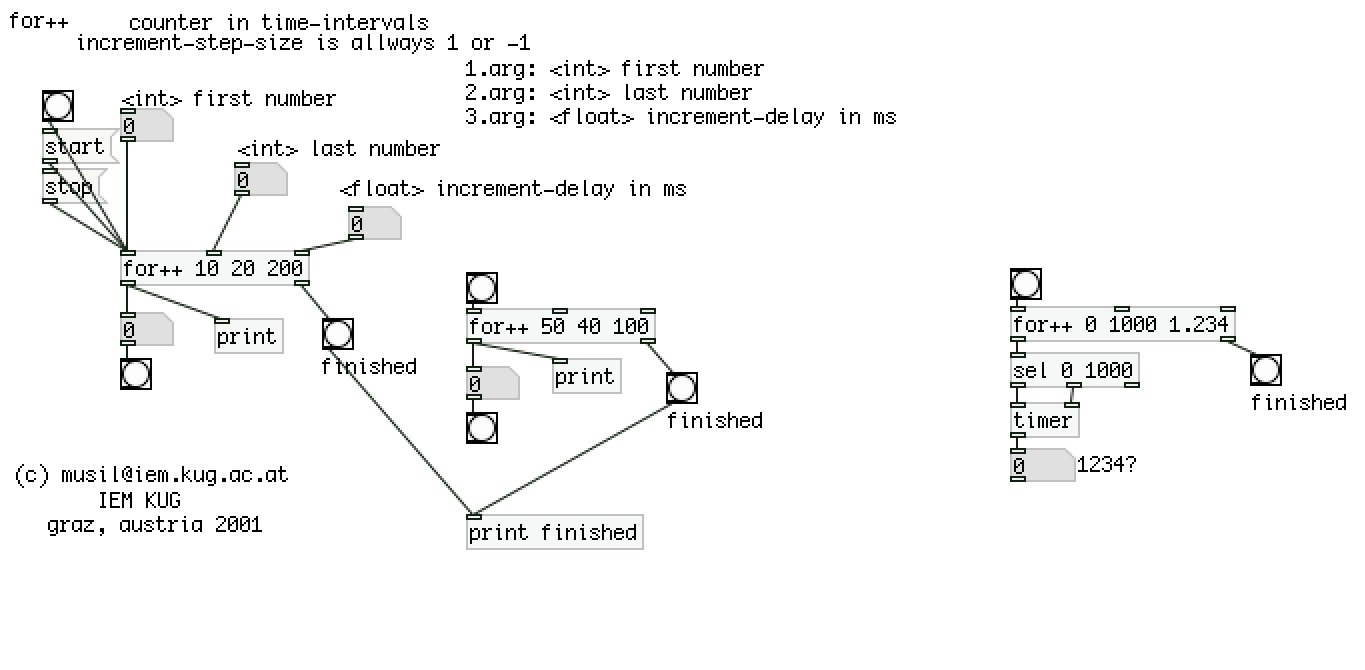 for++ counter in time-intervals
increment-step-size is allways 1 or -1
1.arg: <int> first number
2.arg: <int> last number
3.arg: <float> increment-delay in ms
<int> first number
0
start
<int> last number
stop
0
<float> increment-delay in ms
0
for++ 10 20 200
0
print
finished
for++ 50 40 100
print
0
finished
for++ 0 1000 1.234
sel 0 1000
finished
timer
0 1234?
(c) musil@iem.kug.ac.at
IEM KUG
graz, austria 2001
print finished